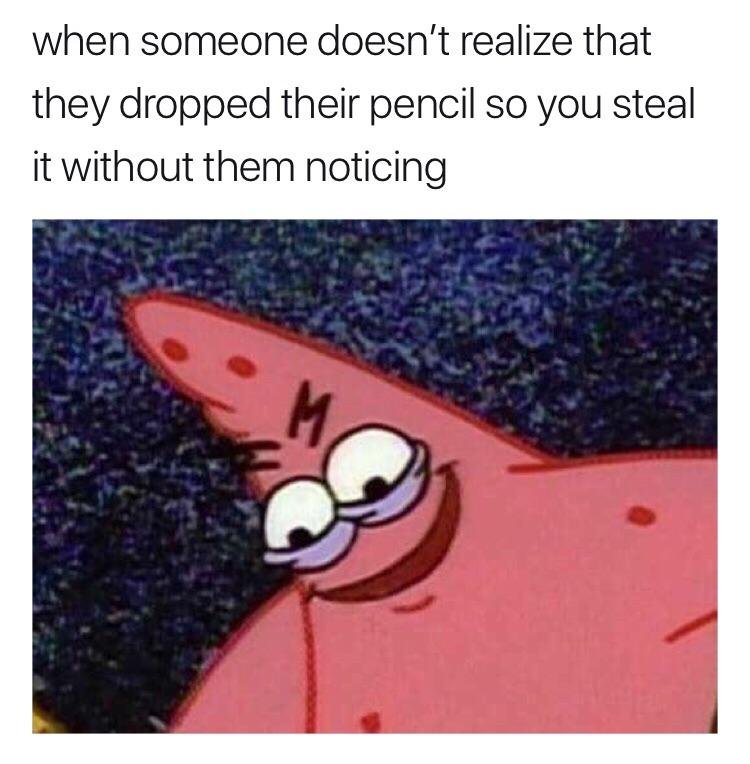 when someone doesn’t realize that
they dropped their pencil so you steal
it without them noticing